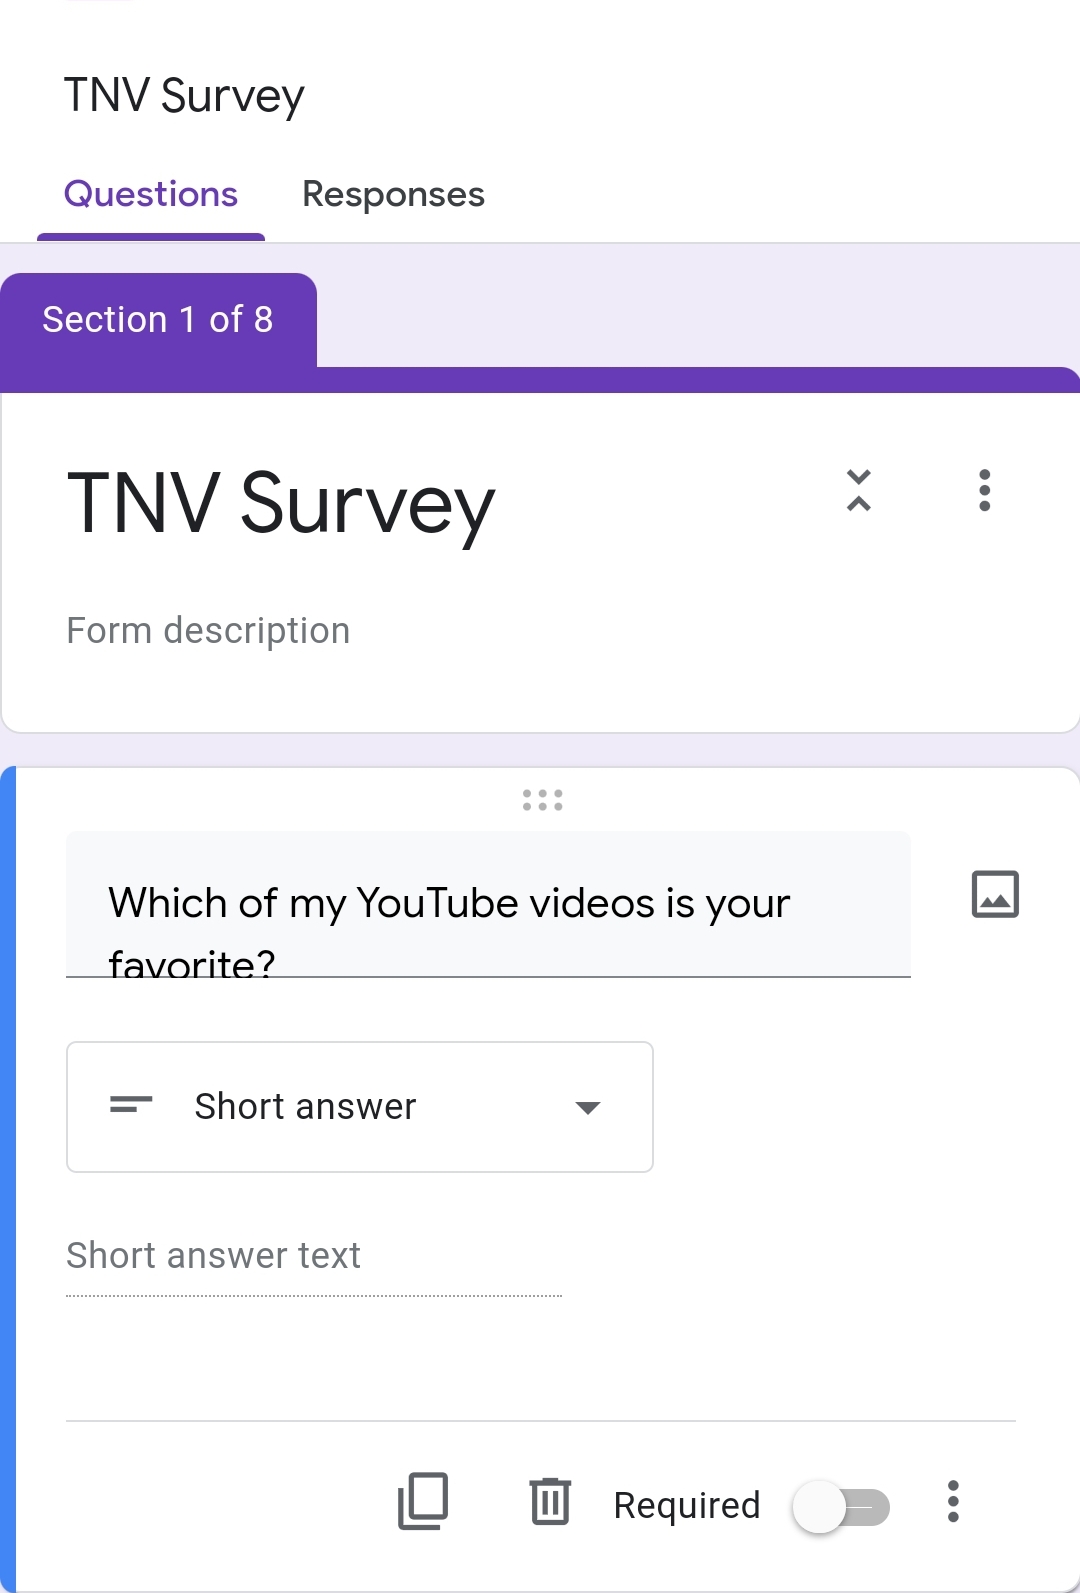 TNV Survey
Questions Responses
Section 1 of 8
TNV Survey
Form description
Which of my YouTube videos is your
favorite?
Short answer
Short answer text
Required